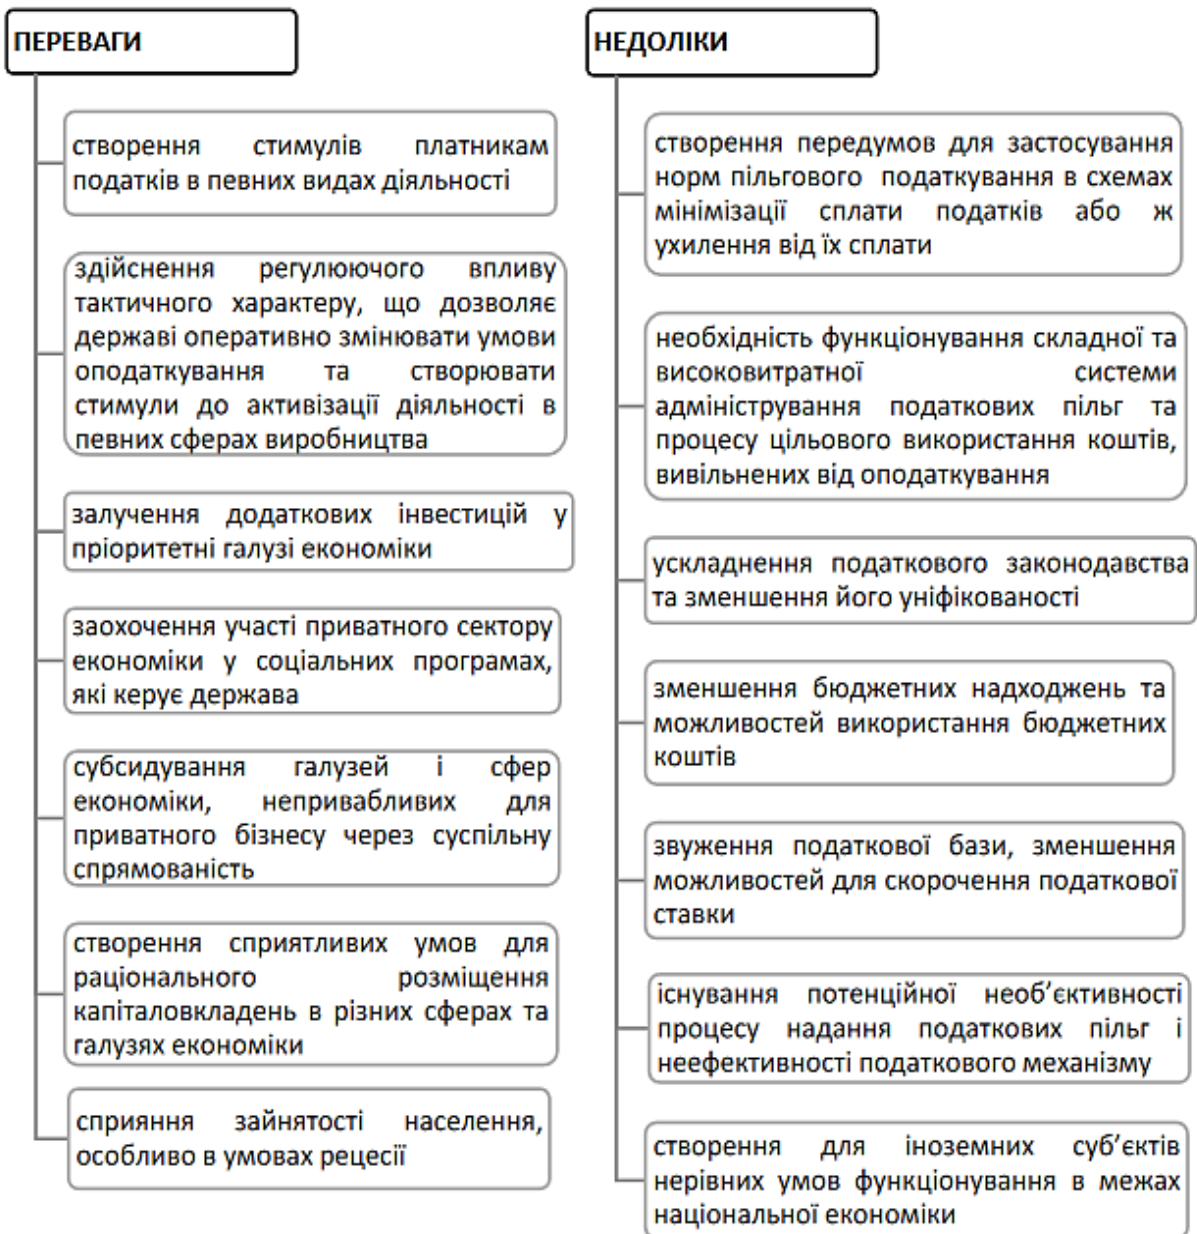 ПЕРЕВАГИ
створення стимулів платникам
податків в певних видах діяльності
здійснення регулюючого впливу
тактичного характеру, що дозволяє
державі оперативно змінювати умови
оподаткування та створювати
стимули до активізації діяльності в
певних сферах виробництва
залучення додаткових інвестицій у
пріоритетні галузі економіки
заохочення участі приватного сектору
економіки у соціальних програмах,
які керує держава
субсидування галузей і сфер
економіки, непривабливих для
приватного бізнесу через суспільну
спрямованість
створення сприятливих умов для
раціонального розміщення
капіталовкладень в різних сферах та
галузях економіки
сприяння зайнятості населення,
особливо в умовах рецесії
НЕДОЛІКИ
створення передумов для застосування
норм пільгового податкування в схемах
мінімізації сплати податків або ж
ухилення від їх сплати
необхідність функціонування складної та
високовитратної системи
адміністрування податкових пільг та
процесу цільового використання коштів,
вивільнених від оподаткування
ускладнення податкового законодавства
та зменшення його уніфікованості
зменшення бюджетних надходжень та
можливостей використання бюджетних
коштів
звуження податкової бази, зменшення
можливостей для скорочення податкової
ставки
існування потенційної необ’єктивності
процесу надання податкових пільг і
неефективності податкового механізму
створення для іноземних суб’єктів
нерівних умов функціонування в межах
національної економіки